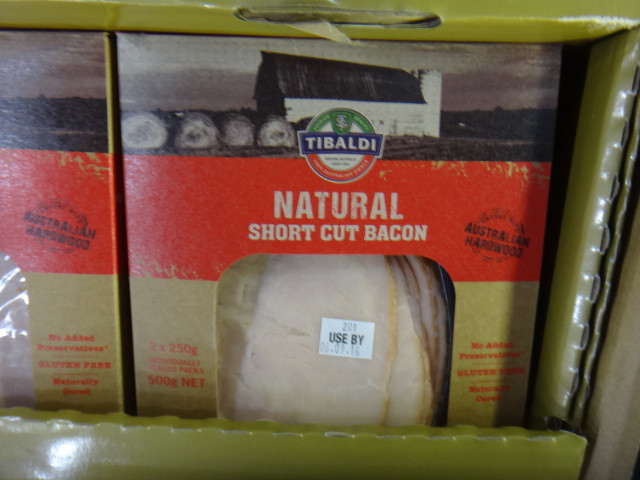 TIBALDI
NATURAL
SHORT CUT BACON
AUSTRALIAN
HARDWOOD
AUSTRALIAN
HARDWOOD
201
USE BY
2 x 250g
INDIVIDUALLY
SEALED PACKS
500g NET
No Added
Preservatives
GLUTEN FREE
Naturally
Cured
No Added
Preservatives
GLUTEN FREE
Naturally
Cured